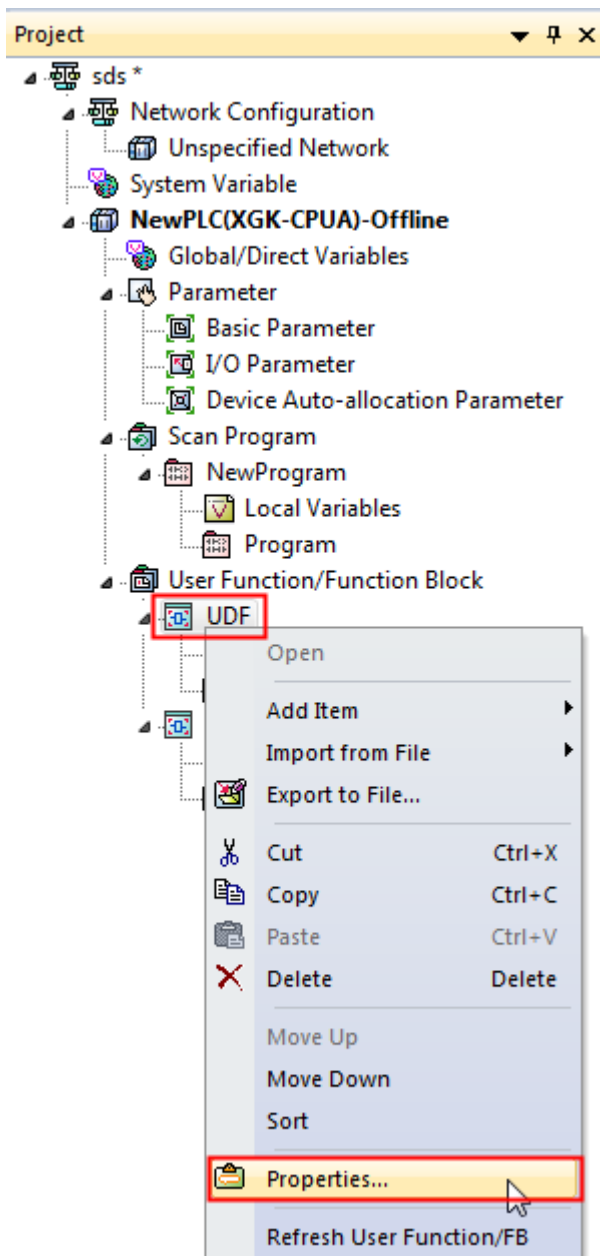 Project
sds *
Network Configuration
Unspecified Network
System Variable
NewPLC(XGK-CPUA)-Offline
Global/Direct Variables
Parameter
Basic Parameter
I/O Parameter
Device Auto-allocation Parameter
Scan Program
NewProgram
Local Variables
Program
User Function/Function Block
UDF
Open
Add Item
Import from File
Export to File...
Cut Ctrl+X
Copy Ctrl+C
Paste Ctrl+V
Delete Delete
Move Up
Move Down
Sort
Properties...
Refresh User Function/FB